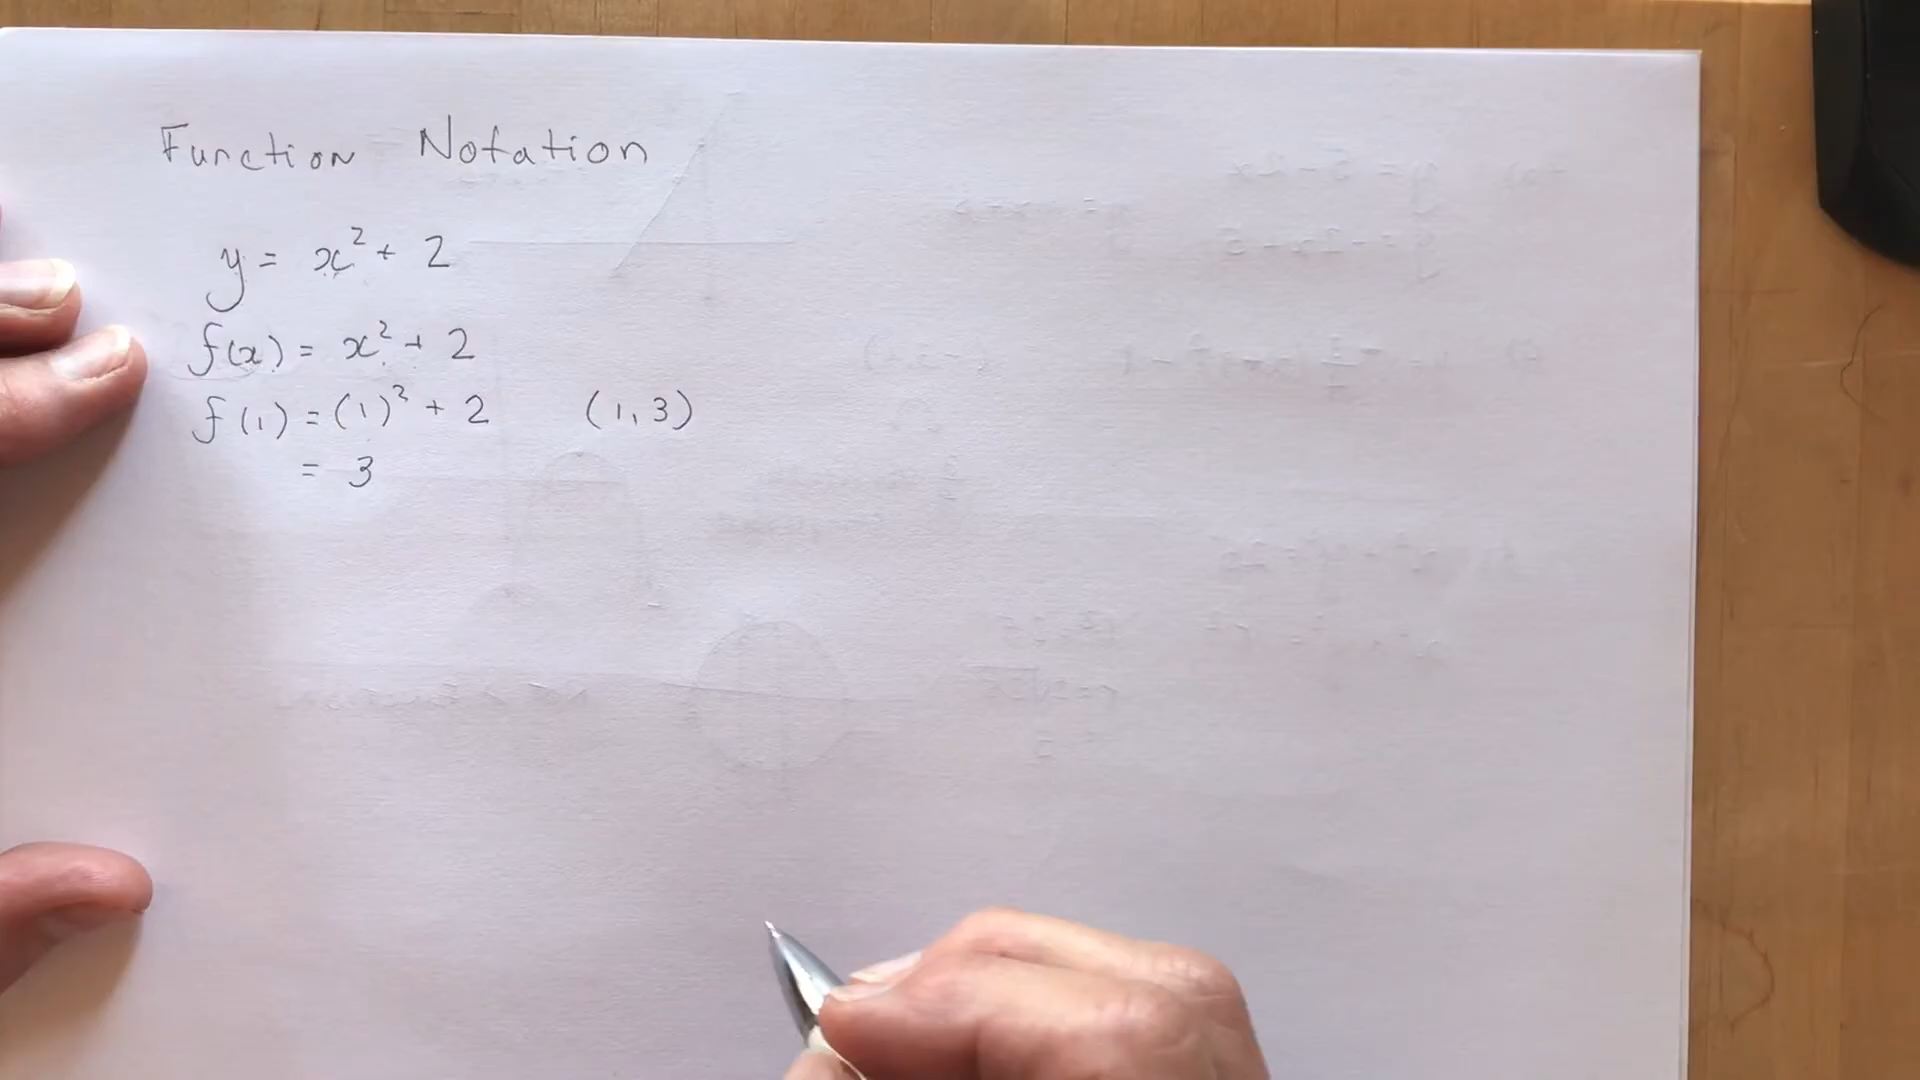 Function Notation
y = x² + 2
f(x) = x² + 2
f(1) = (1)² + 2 (1, 3)
= 3